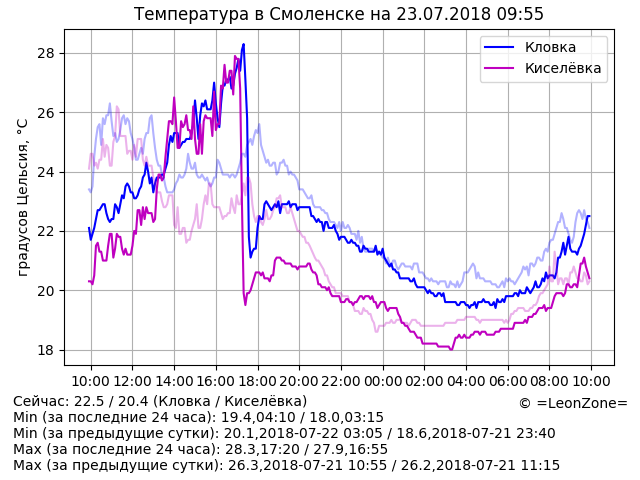 Температура в Смоленске на 23.07.2018 09:55
Кловка
Киселёвка
градусов Цельсия, °C
28
26
24
22
20
18
10:00 12:00 14:00 16:00 18:00 20:00 22:00 00:00 02:00 04:00 06:00 08:00 10:00
Сейчас: 22.5 / 20.4 (Кловка / Киселёвка)
© =LeonZone=
Min (за последние 24 часа): 19.4,04:10 / 18.0,03:15
Min (за предыдущие сутки): 20.1,2018-07-22 03:05 / 18.6,2018-07-21 23:40
Max (за последние 24 часа): 28.3,17:20 / 27.9,16:55
Max (за предыдущие сутки): 26.3,2018-07-21 10:55 / 26.2,2018-07-21 11:15